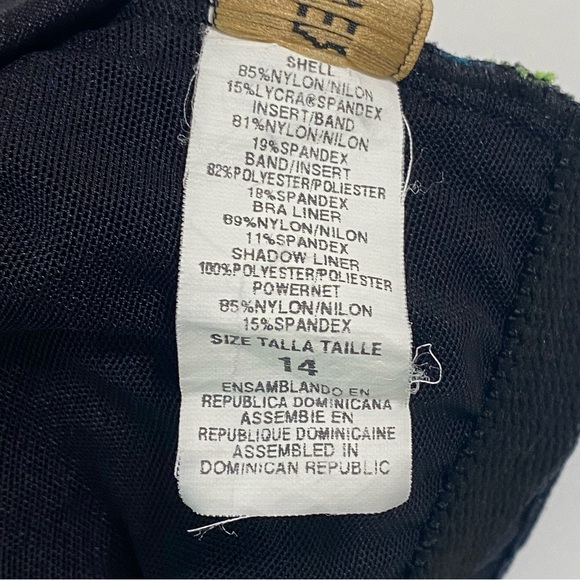 SHELL
85%NYLON/NILON
15%LYCRA®SPANDEX
INSERT/BAND
81%NYLON/NILON
19%SPANDEX
BAND/INSERT
82%POLYESTER/POLIESTER
18%SPANDEX
BRA LINER
89%NYLON/NILON
11%SPANDEX
SHADOW LINER
100%POLYESTER/POLIESTER
POWERNET
85%NYLON/NILON
15%SPANDEX
SIZE TALLA TAILLE
14
ENSAMBLANDO EN
REPUBLICA DOMINICANA
ASSEMBIE EN
REPUBLIQUE DOMINICAINE
ASSEMBLED IN
DOMINICAN REPUBLIC